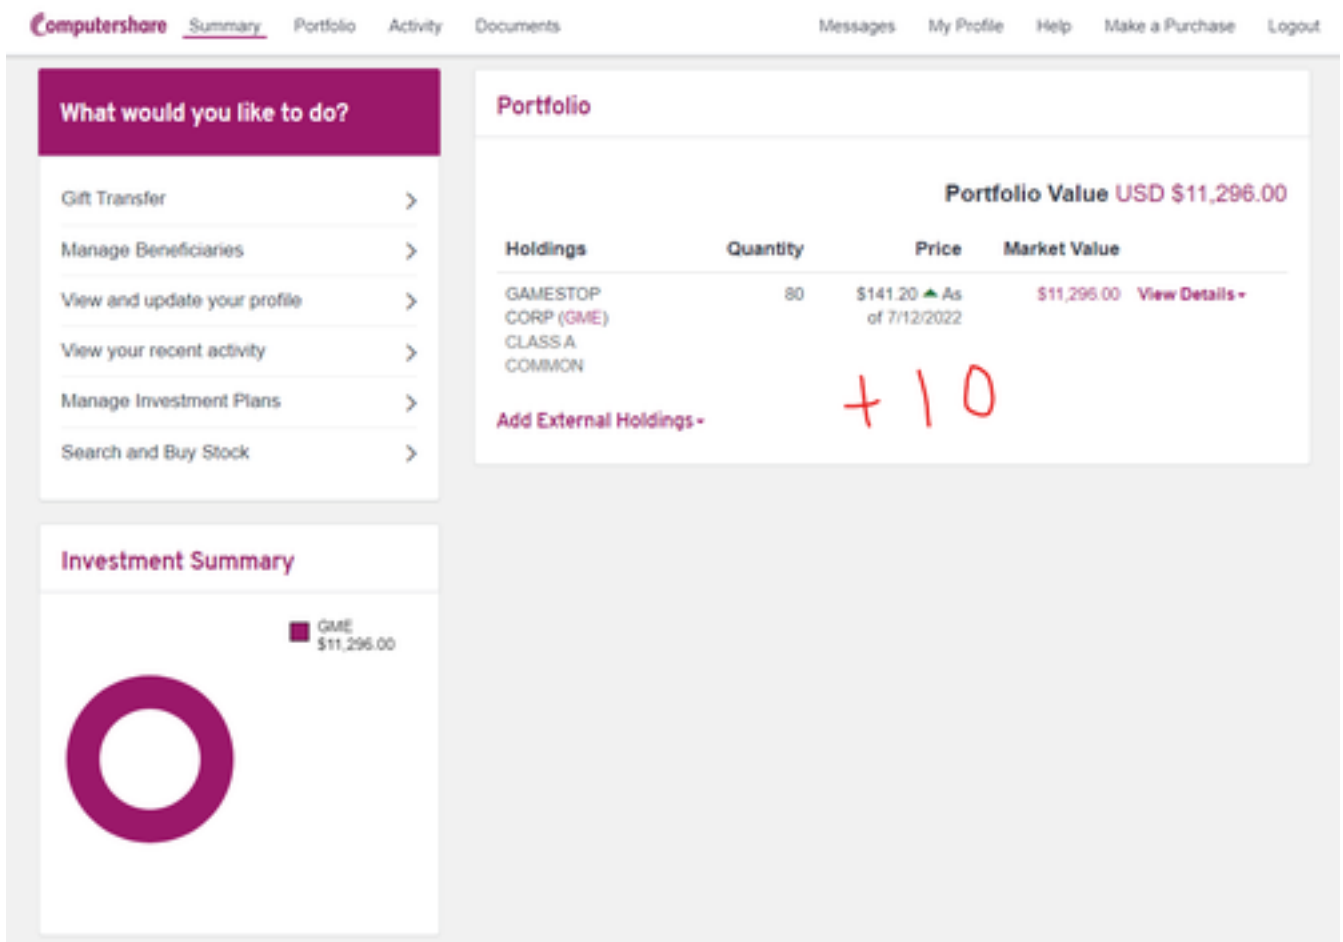 Computershare Summary Portfolio Activity Documents Messages My Profile Help Make a Purchase Logout
What would you like to do?
Gift Transfer
Manage Beneficiaries
View and update your profile
View your recent activity
Manage Investment Plans
Search and Buy Stock
Portfolio
Portfolio Value USD $11,296.00
Holdings Quantity Price Market Value
GAMESTOP 80 $141.20 As $11,296.00 View Details
CORP (GME) of 7/12/2022
CLASS A
COMMON
+10
Add External Holdings
Investment Summary
GME
$11,296.00